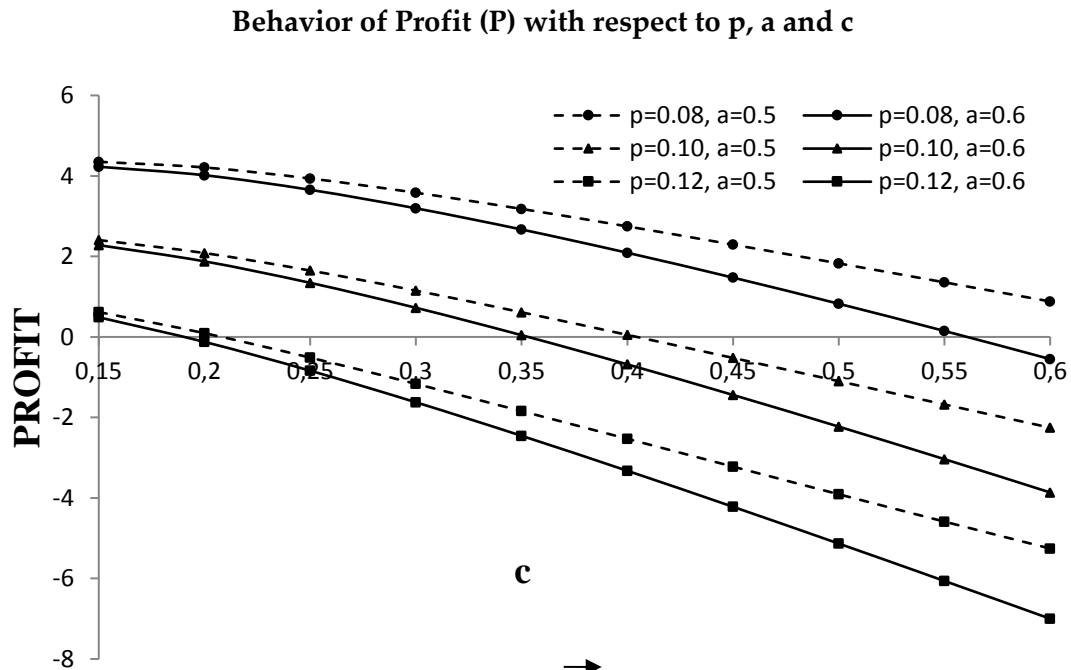 Behavior of Profit (P) with respect to p, a and c
6
p=0.08, a=0.5 p=0.08, a=0.6
p=0.10, a=0.5 p=0.10, a=0.6
p=0.12, a=0.5 p=0.12, a=0.6
4
2
0
0,15 0,2 0,25 0,3 0,35 0,4 0,45 0,5 0,55 0,6
PROFIT
-2
-4
c
-6
-8